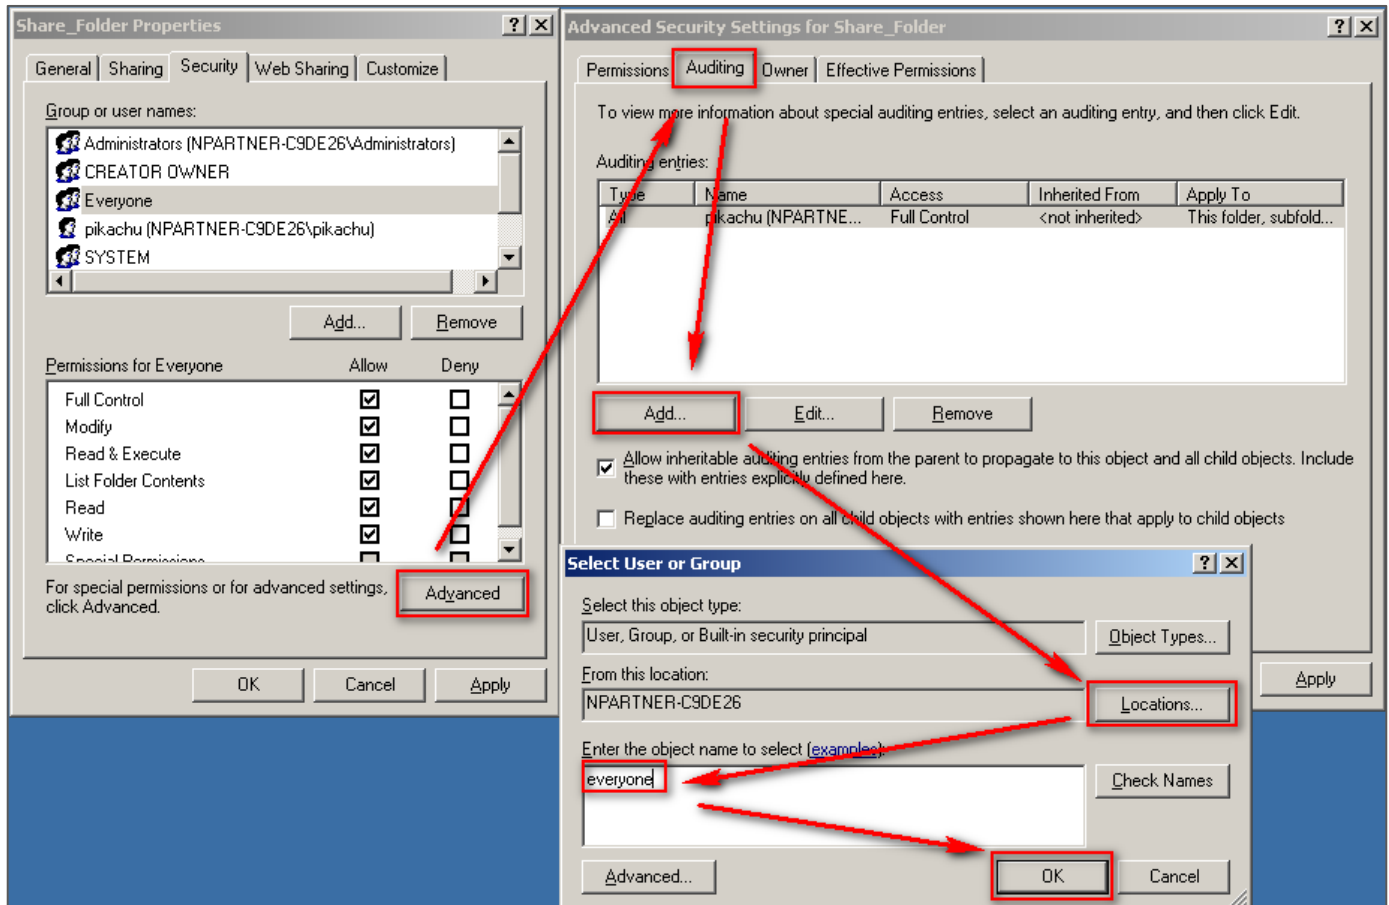 Share_Folder Properties
General Sharing Security Web Sharing Customize
Group or user names:
Administrators (NPARTNER-C9DE26\Administrators)
CREATOR OWNER
Everyone
pikachu (NPARTNER-C9DE26\pikachu)
SYSTEM
Add... Remove
Permissions for Everyone Allow Deny
Full Control
Modify
Read & Execute
List Folder Contents
Read
Write
Special Permissions
For special permissions or for advanced settings,
click Advanced.
Advanced
OK Cancel Apply
Advanced Security Settings for Share_Folder
Permissions Auditing Owner Effective Permissions
To view more information about special auditing entries, select an auditing entry, and then click Edit.
Auditing entries:
Type Name Access Inherited From Apply To
All pikachu (NPARTNE... Full Control <not inherited> This folder, subfold...
Add... Edit... Remove
Allow inheritable auditing entries from the parent to propagate to this object and all child objects. Include
these with entries explicitly defined here.
Replace auditing entries on all child objects with entries shown here that apply to child objects
Apply
Select User or Group
Select this object type:
User, Group, or Built-in security principal
Object Types...
From this location:
NPARTNER-C9DE26
Locations...
Enter the object name to select (examples):
everyone
Check Names
Advanced... OK Cancel